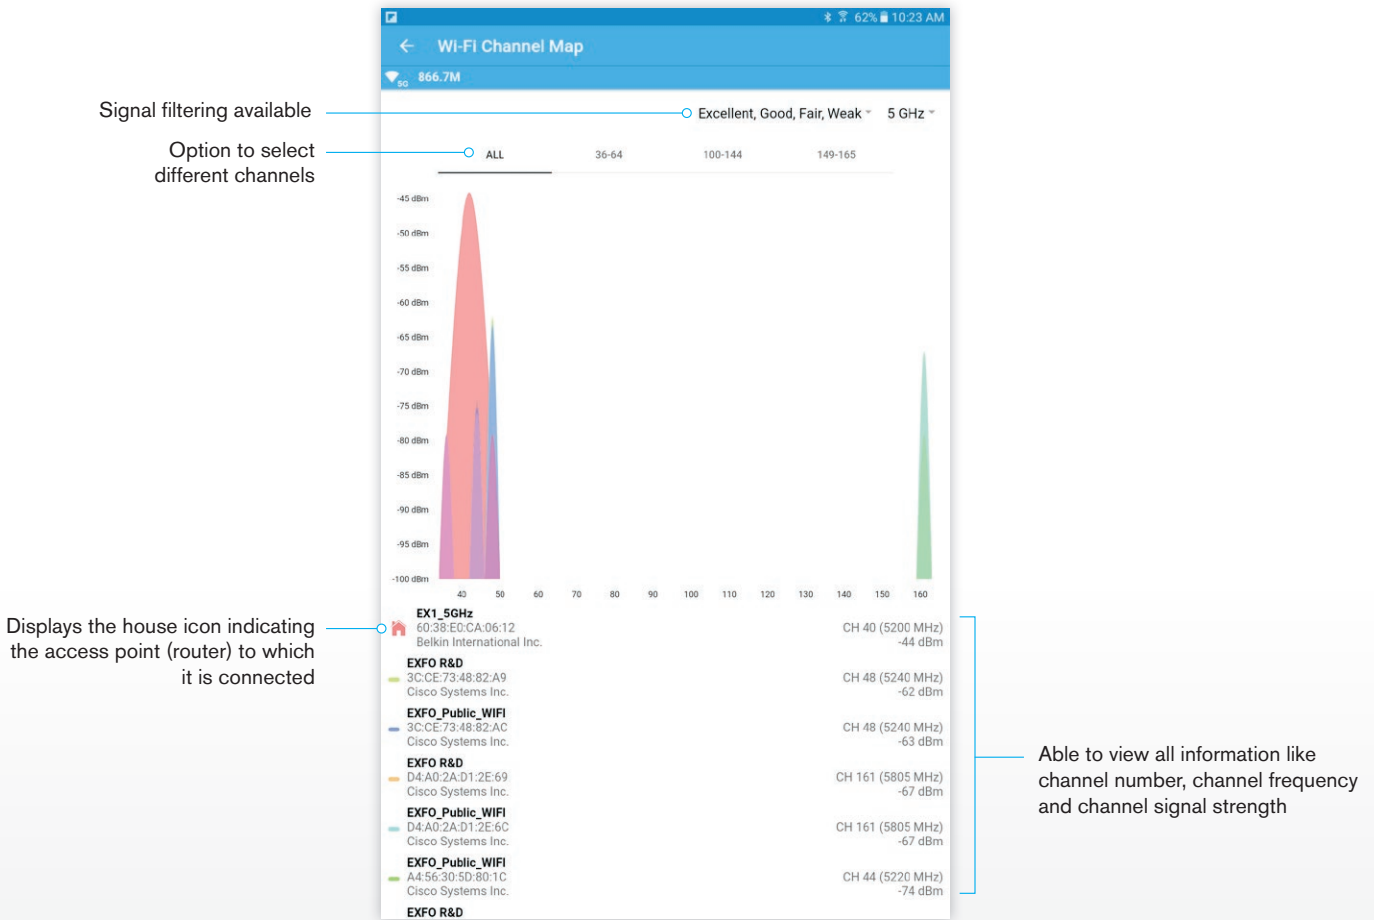 62% 10:23 AM
Wi-Fi Channel Map
5G 866.7M
Signal filtering available
Excellent, Good, Fair, Weak 5 GHz
Option to select
different channels
ALL 36-64 100-144 149-165
-45 dBm
-50 dBm
-55 dBm
-60 dBm
-65 dBm
-70 dBm
-75 dBm
-80 dBm
-85 dBm
-90 dBm
-95 dBm
-100 dBm
40 50 60 70 80 90 100 110 120 130 140 150 160
Displays the house icon indicating
the access point (router) to which
it is connected
EX1_5GHz
60:38:E0:CA:06:12 CH 40 (5200 MHz)
Belkin International Inc. -44 dBm
EXFO R&D
3C:CE:73:48:82:A9 CH 48 (5240 MHz)
Cisco Systems Inc. -62 dBm
EXFO_Public_WIFI
3C:CE:73:48:82:AC CH 48 (5240 MHz)
Cisco Systems Inc. -63 dBm
EXFO R&D
D4:A0:2A:D1:2E:69 CH 161 (5805 MHz)
Cisco Systems Inc. -67 dBm
EXFO_Public_WIFI
D4:A0:2A:D1:2E:6C CH 161 (5805 MHz)
Cisco Systems Inc. -67 dBm
EXFO_Public_WIFI
A4:56:30:5D:80:1C CH 44 (5220 MHz)
Cisco Systems Inc. -74 dBm
EXFO R&D
Able to view all information like
channel number, channel frequency
and channel signal strength